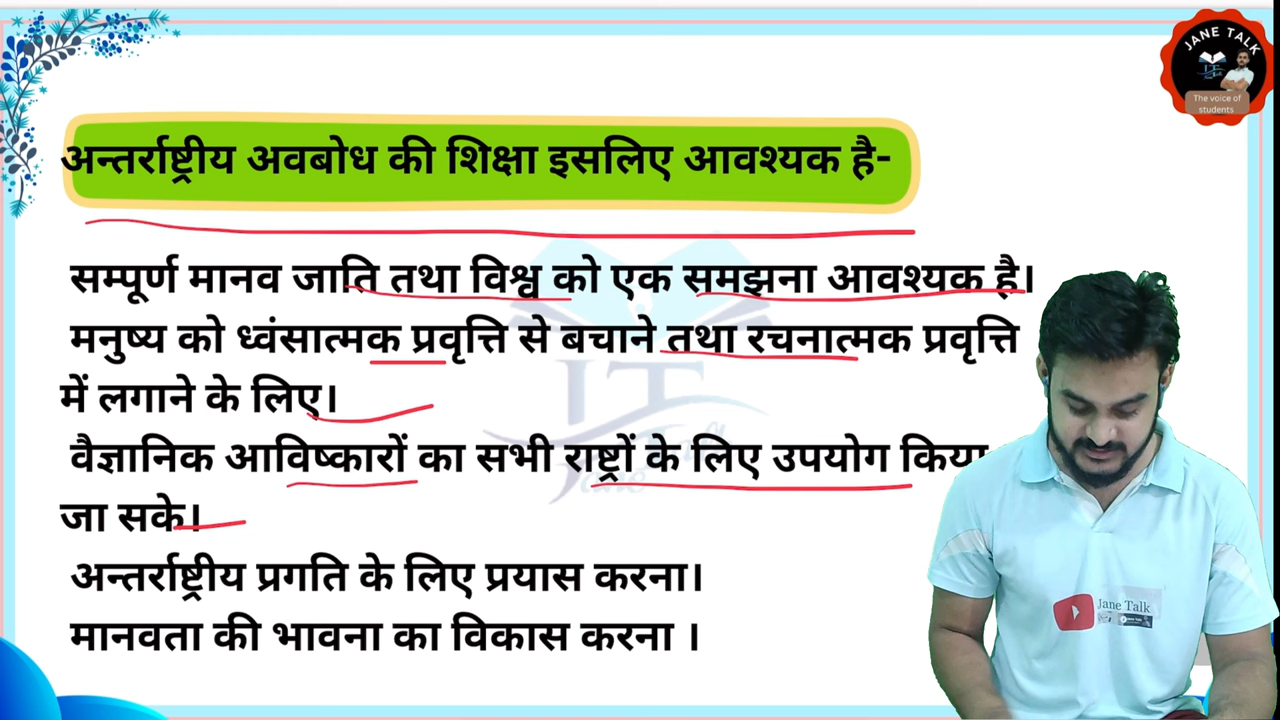 JANE TALK
The voice of
students
अन्तर्राष्ट्रीय अवबोध की शिक्षा इसलिए आवश्यक है-
सम्पूर्ण मानव जाति तथा विश्व को एक समझना आवश्यक है।
मनुष्य को ध्वंसात्मक प्रवृत्ति से बचाने तथा रचनात्मक प्रवृत्ति
में लगाने के लिए।
वैज्ञानिक आविष्कारों का सभी राष्ट्रों के लिए उपयोग किया
जा सके।
अन्तर्राष्ट्रीय प्रगति के लिए प्रयास करना।
मानवता की भावना का विकास करना ।
Jane Talk